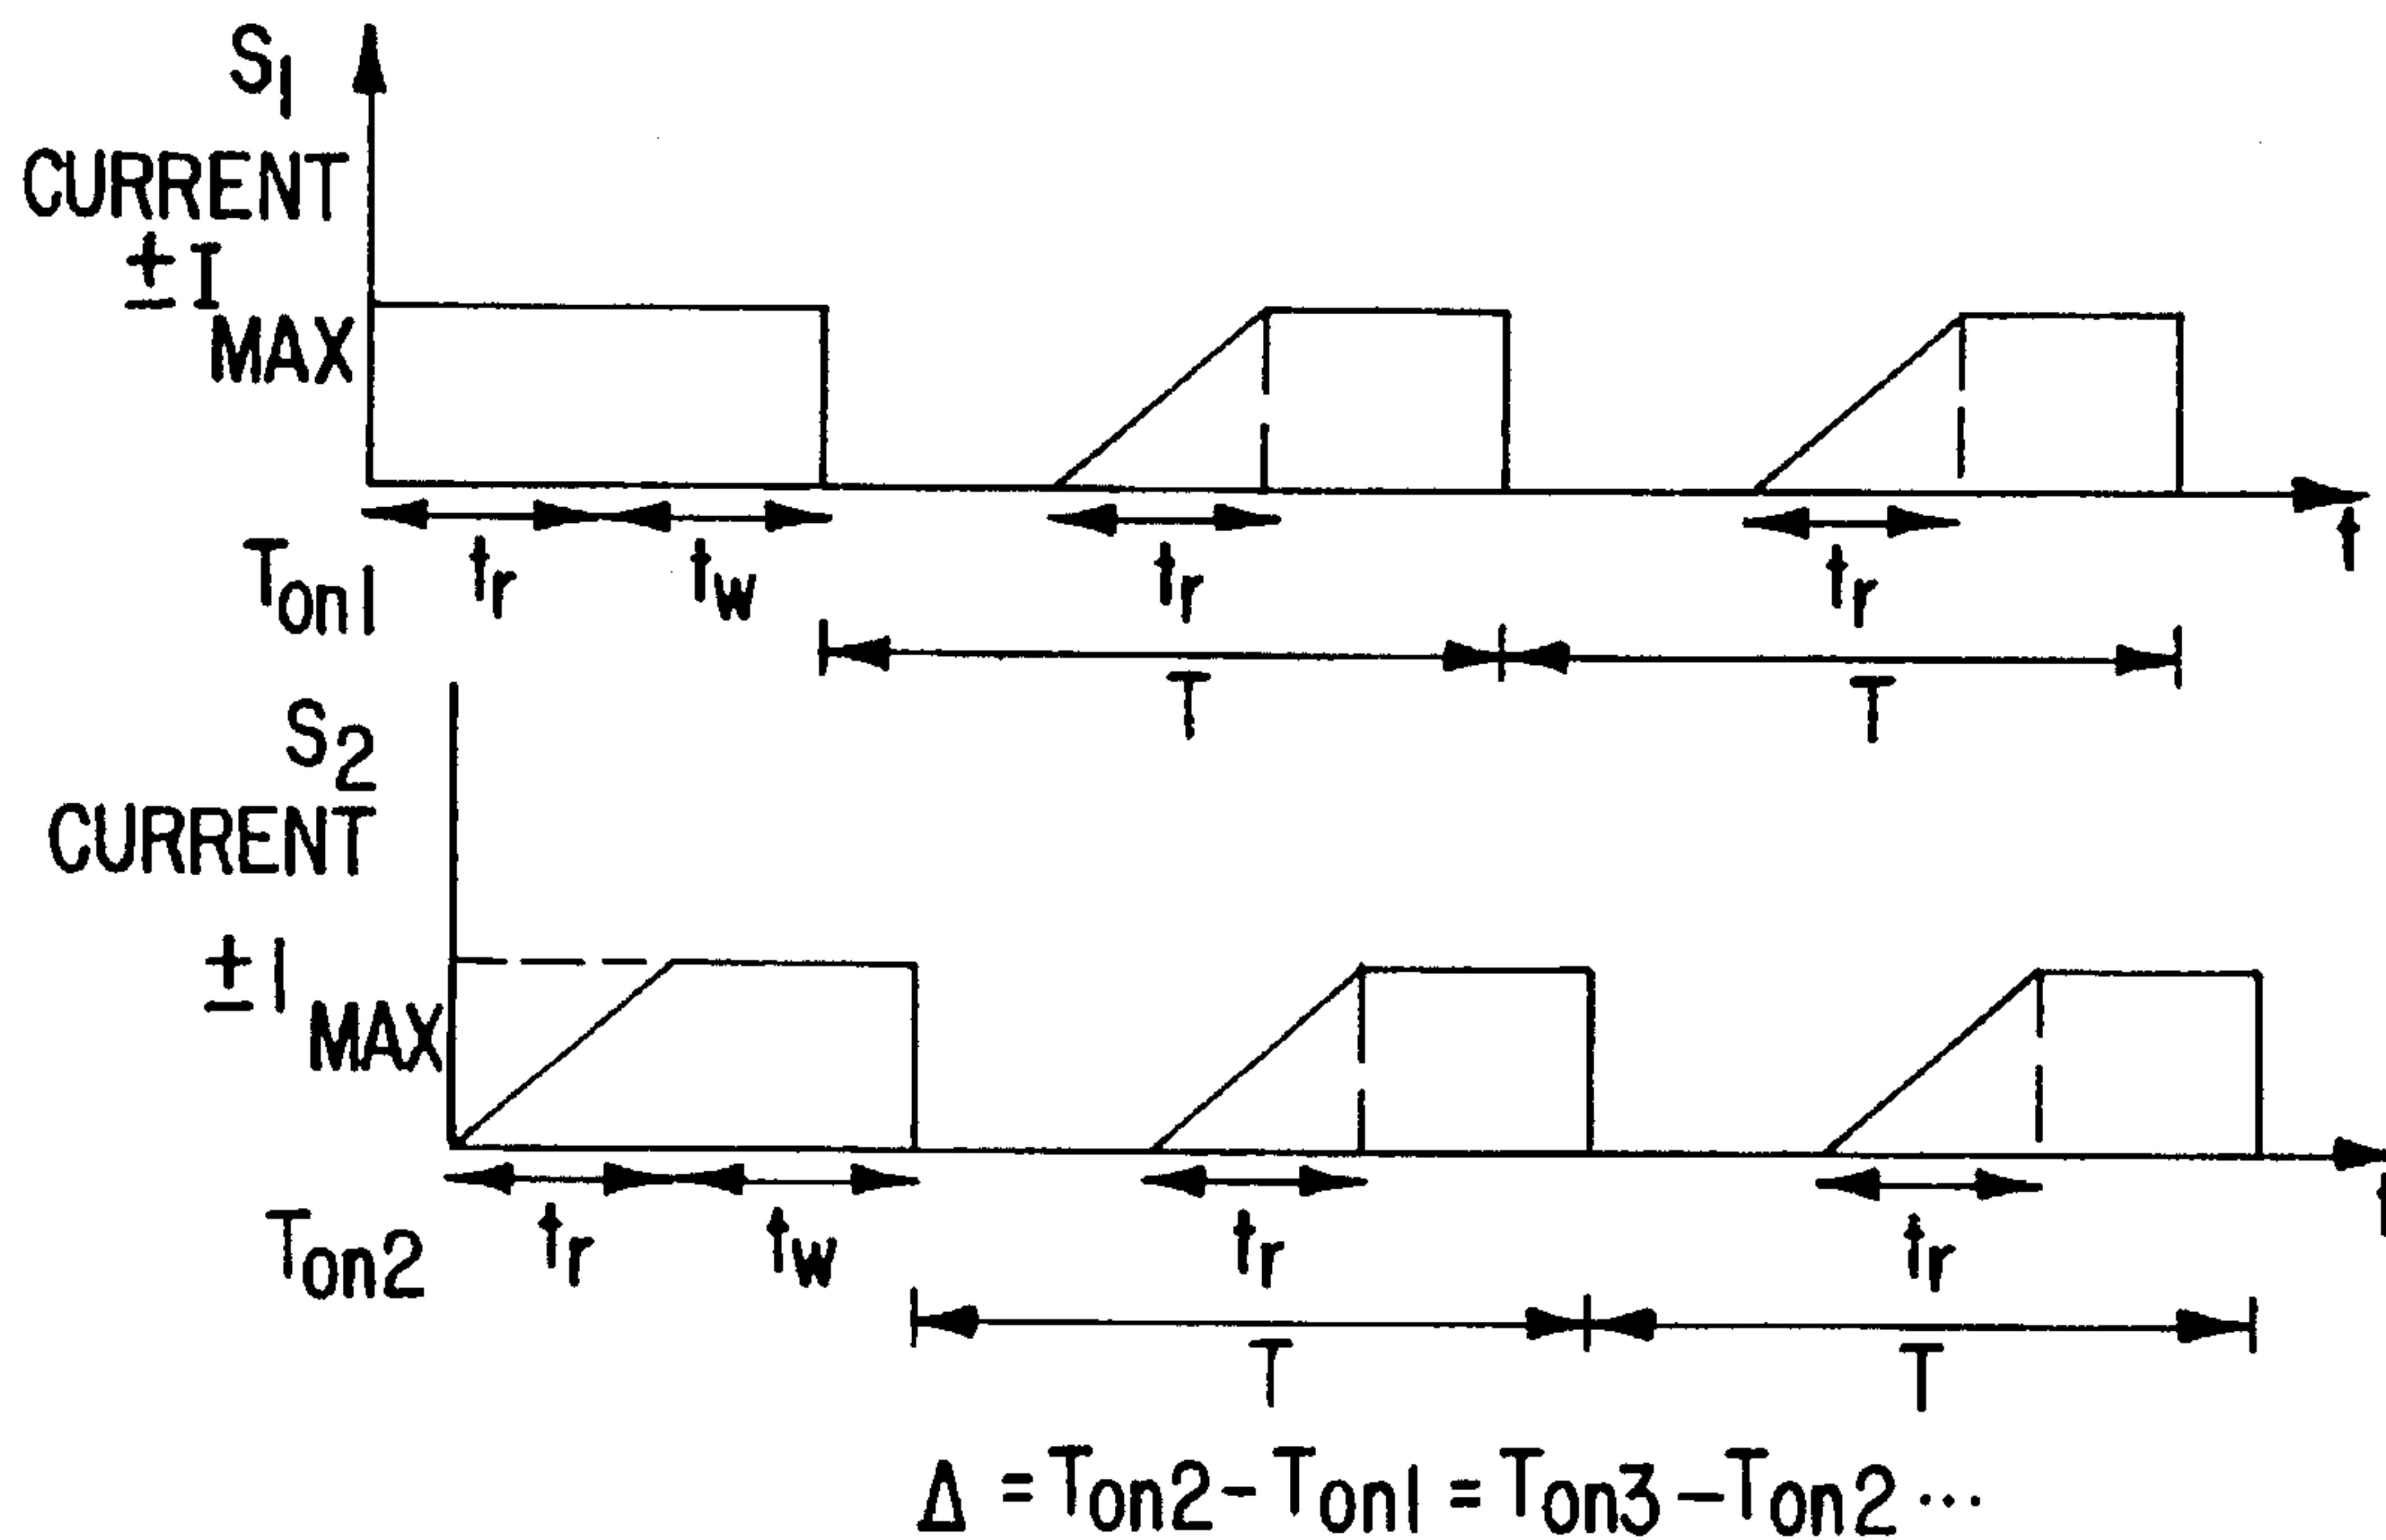 S1
CURRENT
±I MAX
Ton1 tr tw tr tr t
T T
S2
CURRENT
±I MAX
Ton2 tr tw tr tr t
T T
Δ = Ton2 - Ton1 = Ton3 - Ton2 ...